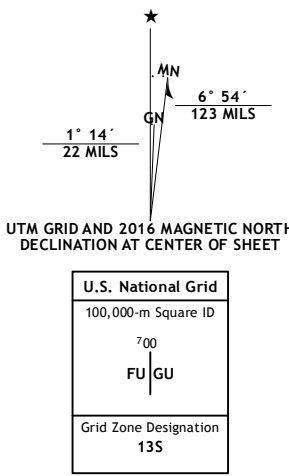 ★
MN
6° 54´
123 MILS
GN
1° 14´
22 MILS
UTM GRID AND 2016 MAGNETIC NORTH
DECLINATION AT CENTER OF SHEET
U.S. National Grid
100,000-m Square ID
⁷00
FU GU
Grid Zone Designation
13S